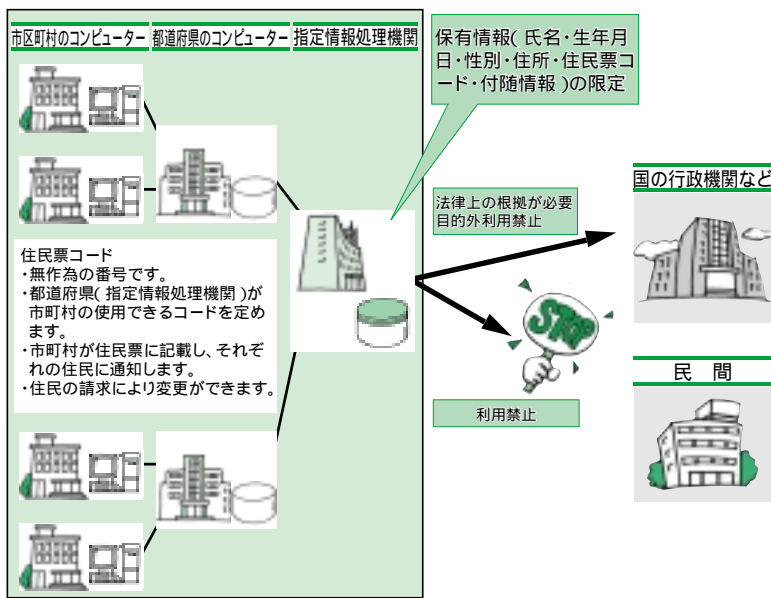 市区町村のコンピューター 都道府県のコンピューター 指定情報処理機関
保有情報(氏名・生年月
日・性別・住所・住民票コ
ード・付随情報)の限定
国の行政機関など
法律上の根拠が必要
目的外利用禁止
住民票コード
・無作為の番号です。
・都道府県(指定情報処理機関)が
市町村の使用できるコードを定め
ます。
・市町村が住民票に記載し、それぞ
れの住民に通知します。
・住民の請求により変更ができます。
STOP
民 間
利用禁止